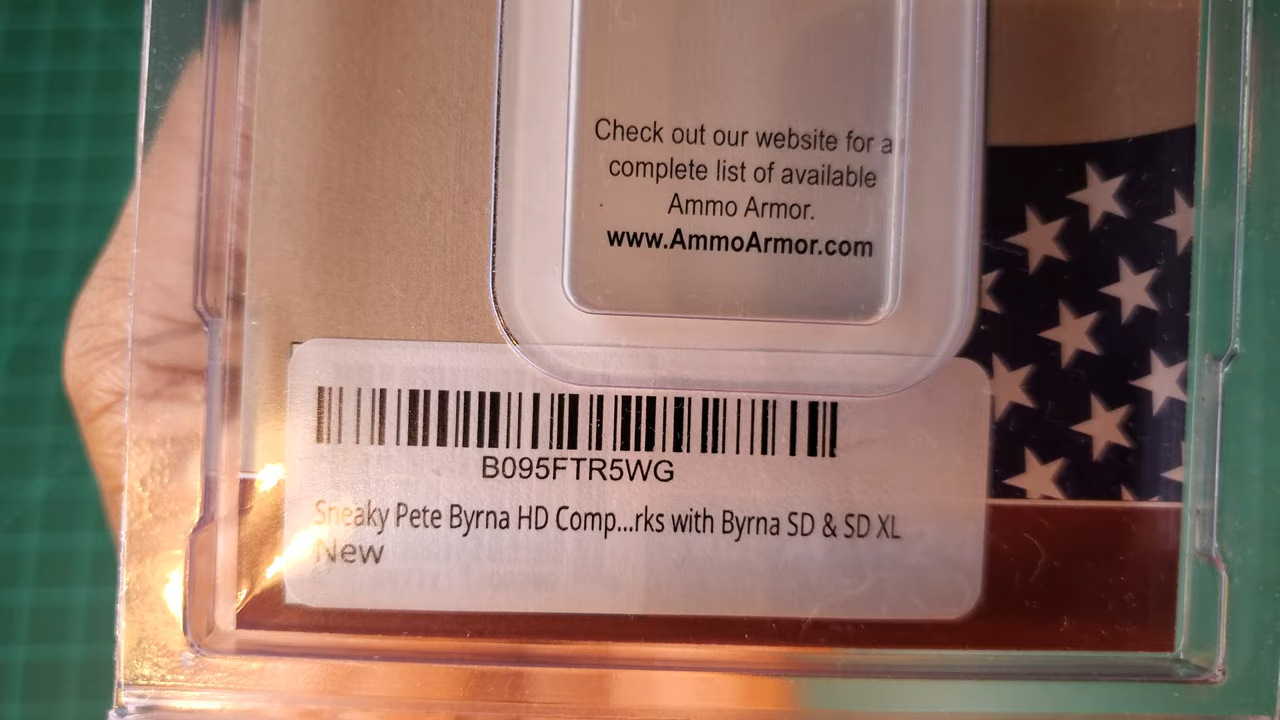 Check out our website for a
complete list of available
Ammo Armor.
www.AmmoArmor.com
B095FTR5WG
Sneaky Pete Byrna HD Comp...rks with Byrna SD & SD XL
New